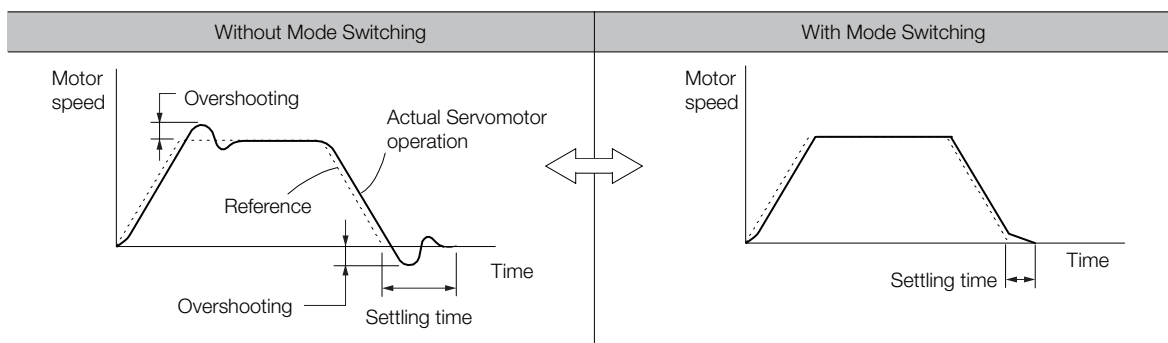 Without Mode Switching
With Mode Switching
Motor
speed
Overshooting
Actual Servomotor
operation
Reference
Time
Overshooting
Settling time
Motor
speed
Time
Settling time